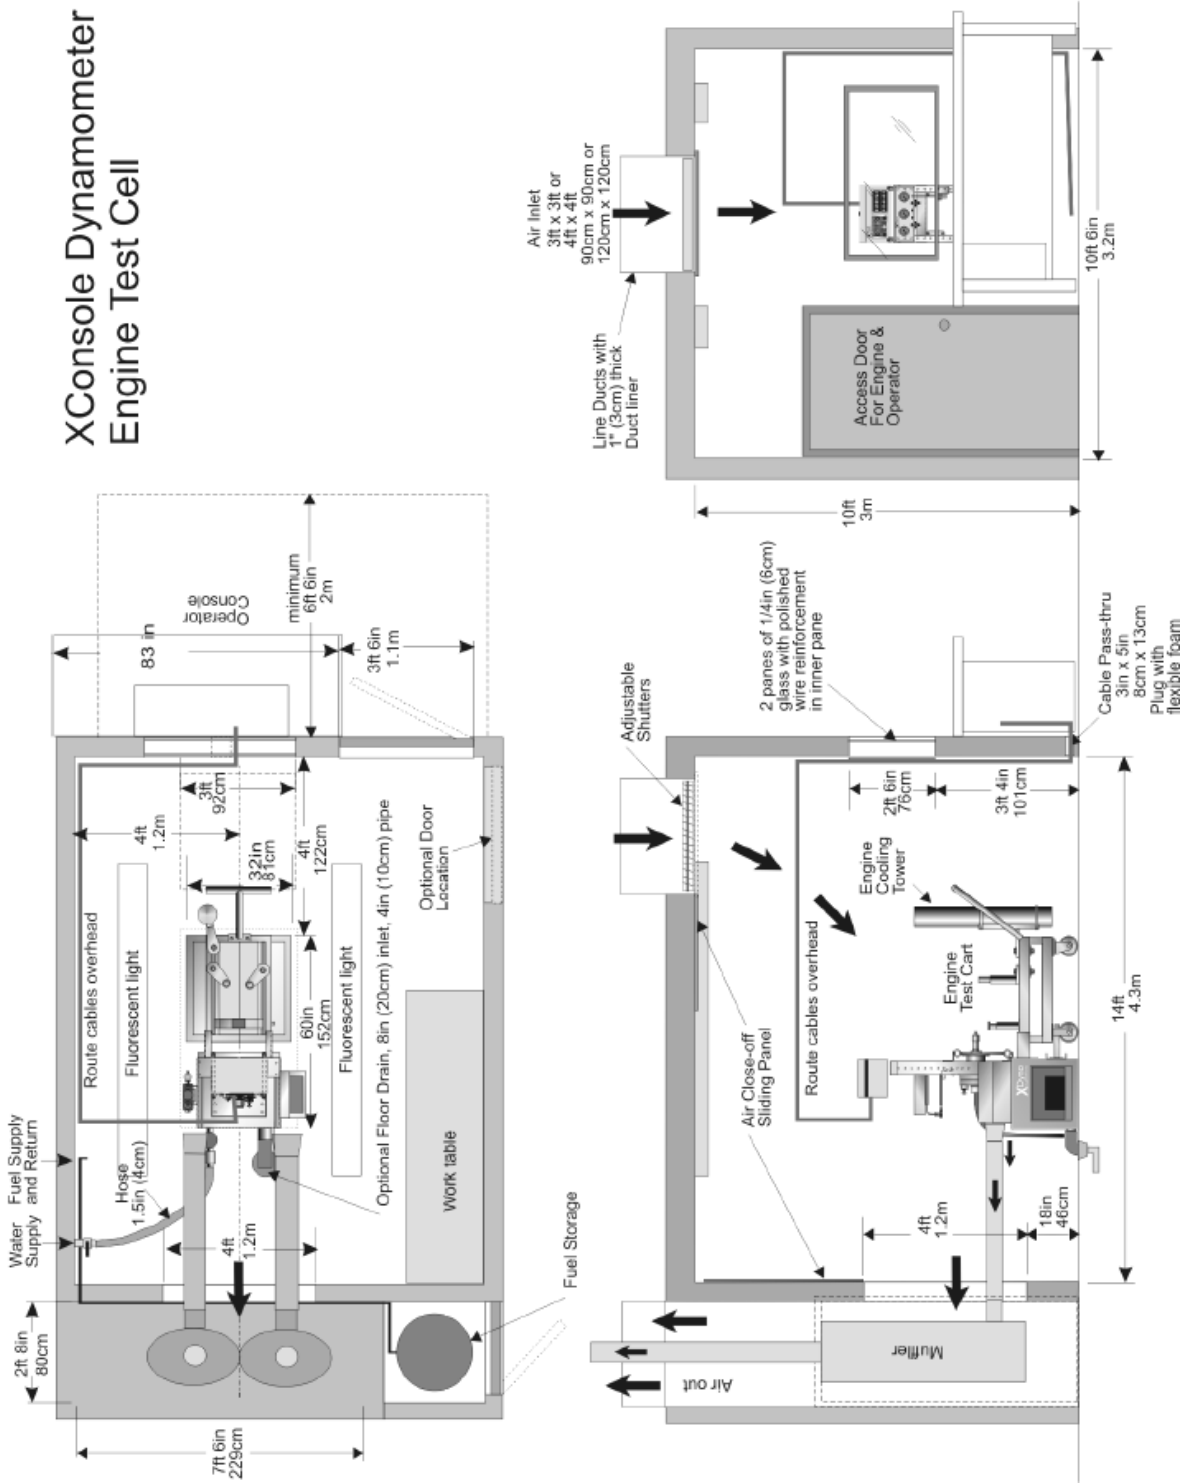 XConsole Dynamometer
Engine Test Cell
Air Inlet
3ft x 3ft or
4ft x 4ft
90cm x 90cm or
120cm x 120cm
Line Ducts with
1" (3cm) thick
Duct liner
Access Door
For Engine &
Operator
10ft 6in
3.2m
10ft
3m
Operator
Console
83 in
minimum
6ft 6in
2m
3ft 6in
1.1m
3ft
92cm
4ft
1.2m
32in
81cm
4ft
122cm
Optional Door
Location
Route cables overhead
Fluorescent light
60in
152cm
Fluorescent light
Optional Floor Drain, 8in (20cm) inlet, 4in (10cm) pipe
Work table
Fuel Supply
and Return
Water
Supply
Hose
1.5in (4cm)
4ft
1.2m
Fuel Storage
2ft 8in
80cm
7ft 6in
229cm
2 panes of 1/4in (6cm)
glass with polished
wire reinforcement
in inner pane
Adjustable
Shutters
Cable Pass-thru
3in x 5in
8cm x 13cm
Plug with
flexible foam
2ft 6in
76cm
3ft 4in
101cm
Engine
Cooling
Tower
Engine
Test Cart
Route cables overhead
14ft
4.3m
Air Close-off
Sliding Panel
XDyno
4ft
1.2m
18in
46cm
Muffler
Air out